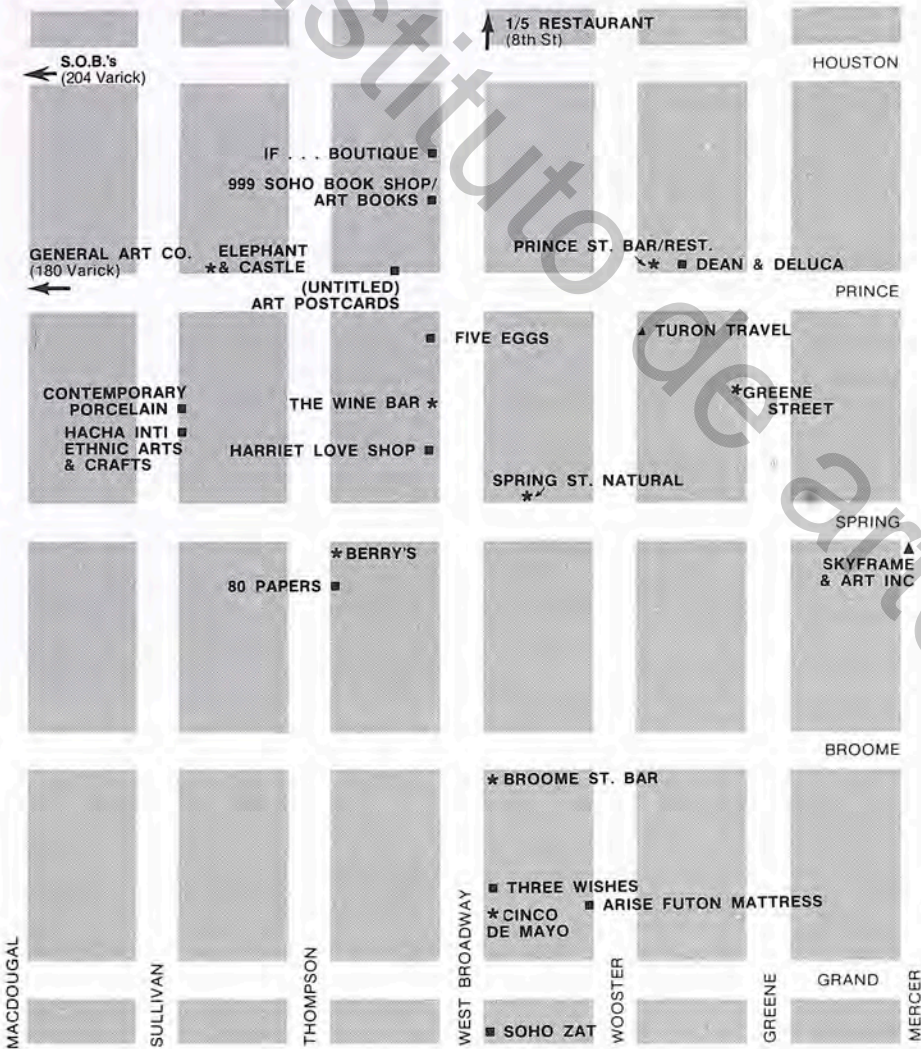 1/5 RESTAURANT
(8th St)
S.O.B.'s
(204 Varick)
HOUSTON
IF . . . BOUTIQUE
999 SOHO BOOK SHOP/
ART BOOKS
GENERAL ART CO.
(180 Varick)
ELEPHANT
& CASTLE
PRINCE ST. BAR/REST.
DEAN & DELUCA
(UNTITLED)
ART POSTCARDS
PRINCE
FIVE EGGS
TURON TRAVEL
CONTEMPORARY
PORCELAIN
THE WINE BAR
GREENE
STREET
HACHA INTI
ETHNIC ARTS
& CRAFTS
HARRIET LOVE SHOP
SPRING ST. NATURAL
SPRING
BERRY'S
SKYFRAME
& ART INC
80 PAPERS
BROOME
BROOME ST. BAR
THREE WISHES
ARISE FUTON MATTRESS
CINCO
DE MAYO
GRAND
MACDOUGAL
SULLIVAN
THOMPSON
WEST BROADWAY
WOOSTER
GREENE
MERCER
SOHO ZAT
stituto de arte